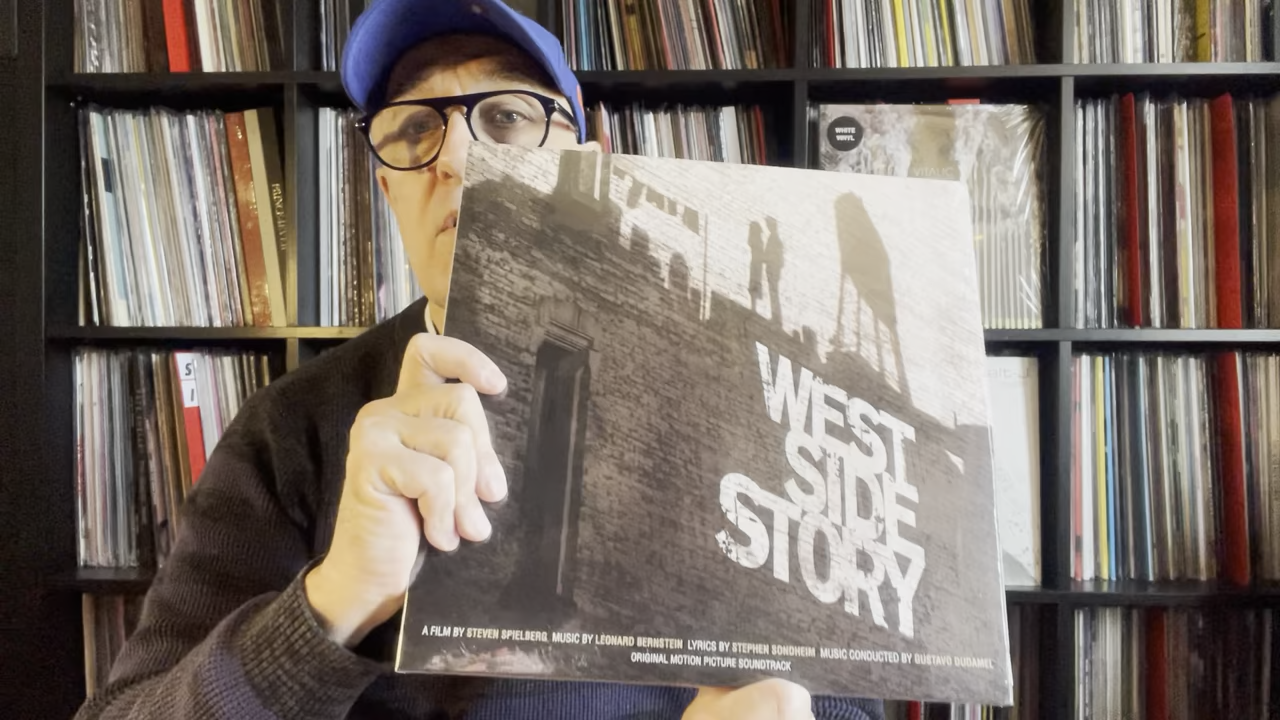 WHITE
VINYL
VITALIC
WEST
SIDE
STORY
A FILM BY STEVEN SPIELBERG MUSIC BY LEONARD BERNSTEIN LYRICS BY STEPHEN SONDHEIM MUSIC CONDUCTED BY GUSTAVO DUDAMEL
ORIGINAL MOTION PICTURE SOUNDTRACK